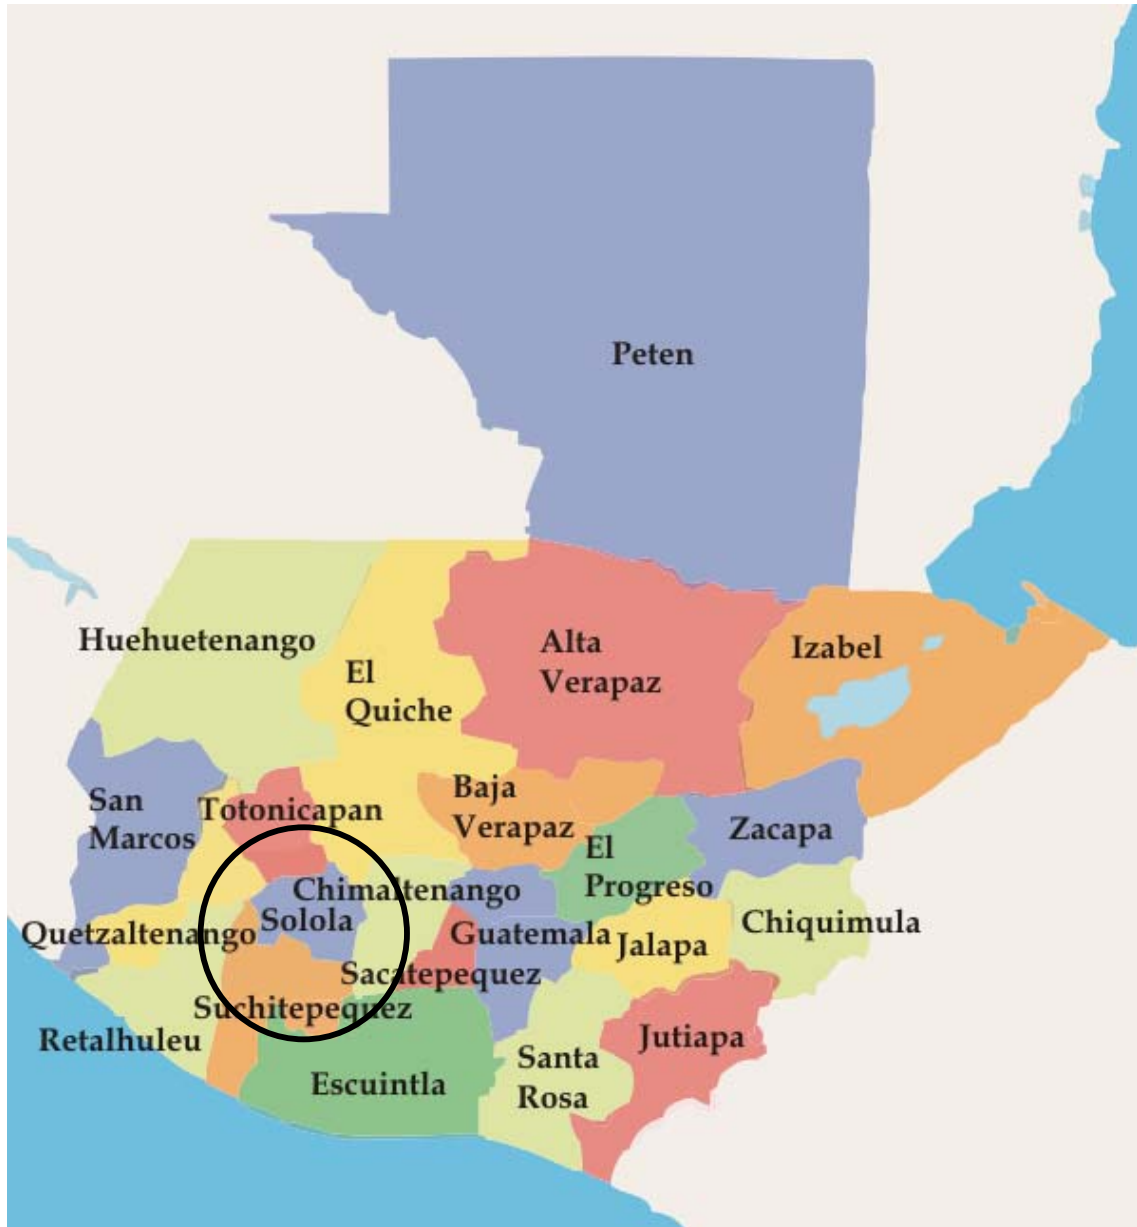 Peten
Huehuetenango
Alta
Verapaz
Izabel
El
Quiche
San
Marcos
Totonicapan
Baja
Verapaz
Zacapa
El
Progreso
Chimaltenango
Solola
Quetzaltenango
Guatemala
Jalapa
Chiquimula
Sacatepequez
Suchitepequez
Retalhuleu
Jutiapa
Santa
Rosa
Escuintla